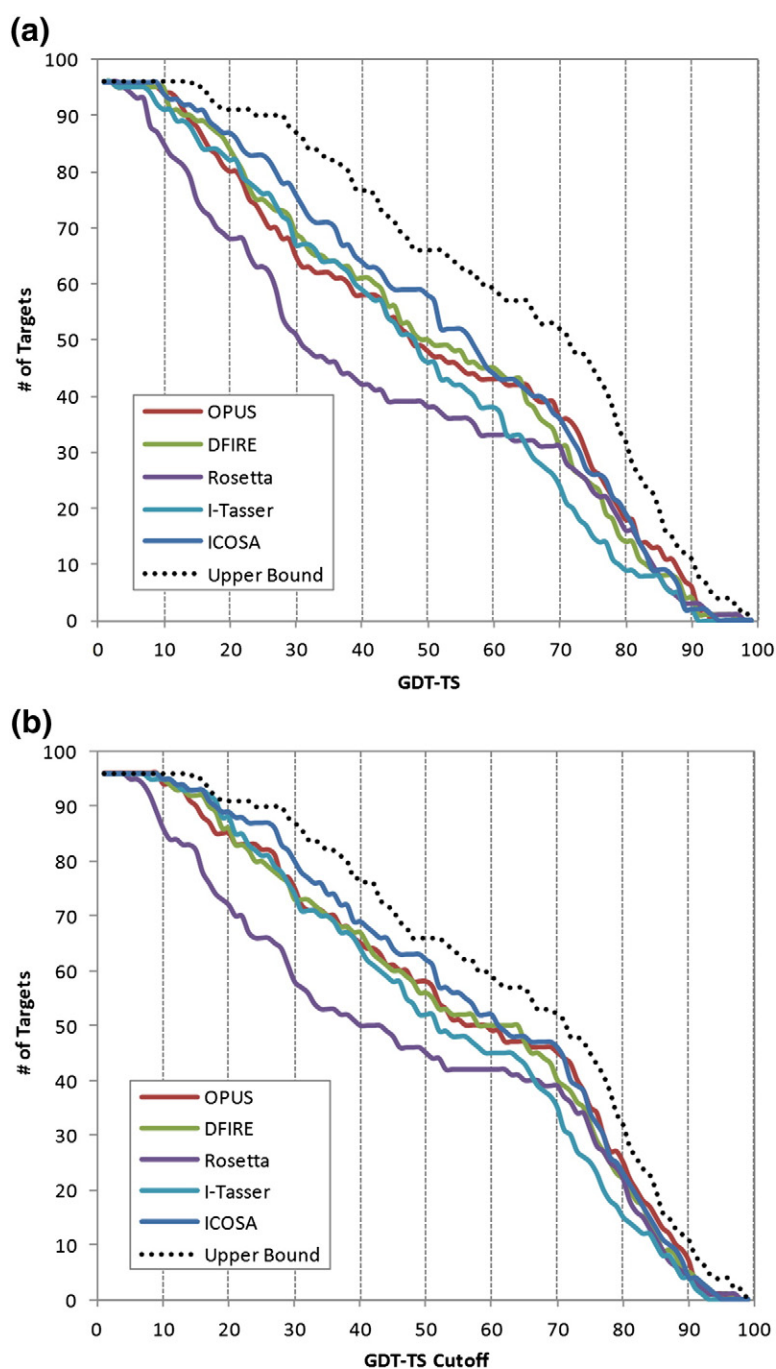 (a)
100
90
80
70
60
50
40
30
20
10
0
# of Targets
OPUS
DFIRE
Rosetta
I-Tasser
ICOSA
Upper Bound
0 10 20 30 40 50 60 70 80 90 100
GDT-TS
(b)
100
90
80
70
60
50
40
30
20
10
0
# of Targets
OPUS
DFIRE
Rosetta
I-Tasser
ICOSA
Upper Bound
0 10 20 30 40 50 60 70 80 90 100
GDT-TS Cutoff